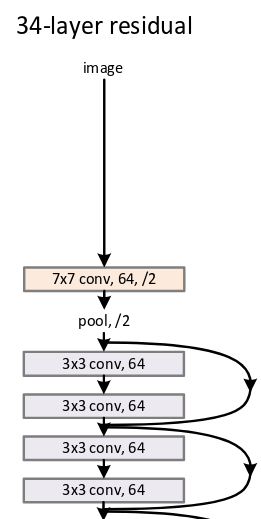 34-layer residual
image
7x7 conv, 64, /2
pool, /2
3x3 conv, 64
3x3 conv, 64
3x3 conv, 64
3x3 conv, 64